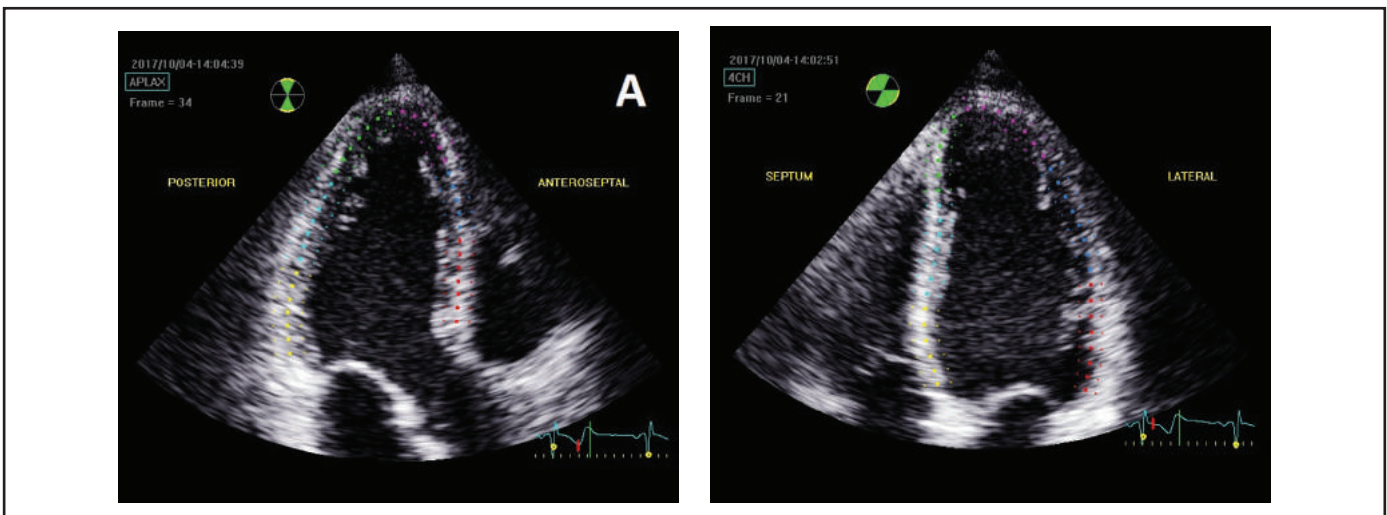 2017/10/04-14:04:39
APLAX
Frame = 34
A
POSTERIOR
ANTEROSEPTAL
2017/10/04-14:02:51
4CH
Frame = 21
SEPTUM
LATERAL